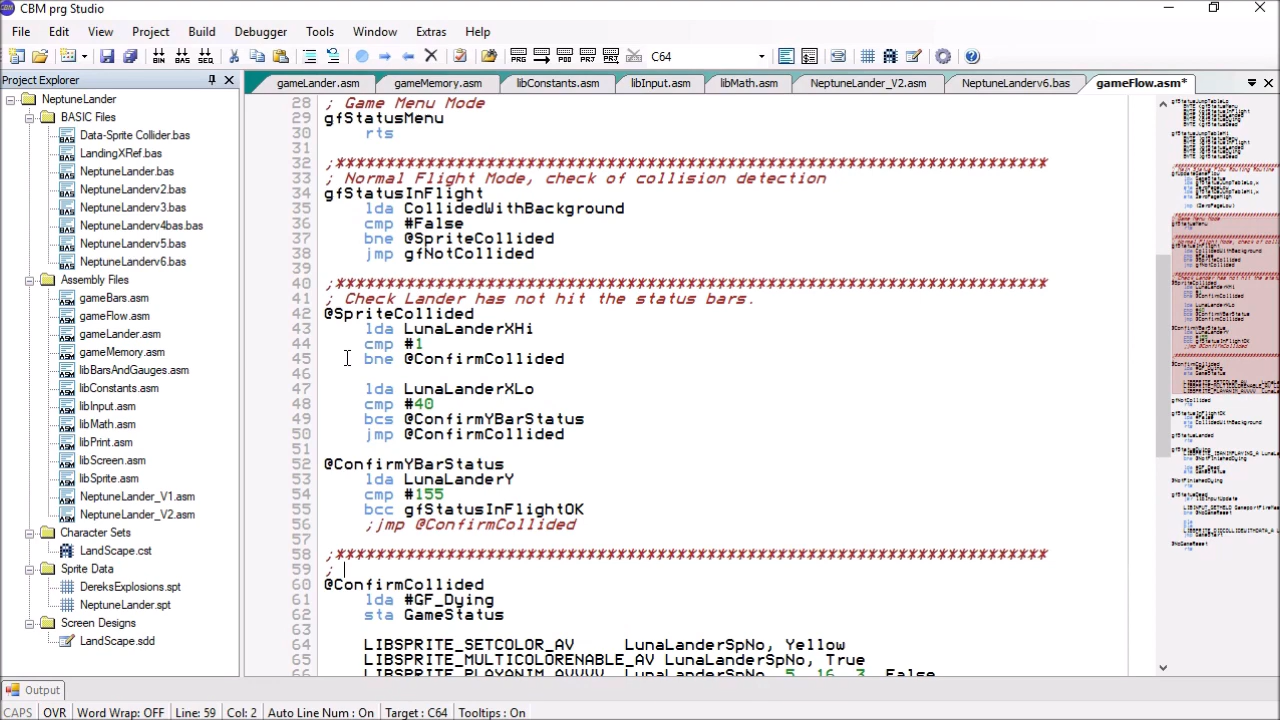 CBM prg Studio
File Edit View Project Build Debugger Tools Window Extras Help
C64
Project Explorer
gameLander.asm gameMemory.asm libConstants.asm libInput.asm libMath.asm NeptuneLander_V2.asm NeptuneLanderv6.bas gameFlow.asm*
NeptuneLander
BASIC Files
Data-Sprite Collider.bas
LandingXRef.bas
NeptuneLander.bas
NeptuneLanderv2.bas
NeptuneLanderv3.bas
NeptuneLanderv4bas.bas
NeptuneLanderv5.bas
NeptuneLanderv6.bas
Assembly Files
gameBars.asm
gameFlow.asm
gameLander.asm
gameMemory.asm
libBarsAndGauges.asm
libConstants.asm
libInput.asm
libMath.asm
libPrint.asm
libScreen.asm
libSprite.asm
NeptuneLander_V1.asm
NeptuneLander_V2.asm
Character Sets
LandScape.cst
Sprite Data
DereksExplosions.spt
NeptuneLander.spt
Screen Designs
LandScape.sdd
28 ; Game Menu Mode
29 gfStatusMenu
30 rts
31
32 ;***********************************************************************
33 ; Normal Flight Mode, check of collision detection
34 gfStatusInFlight
35 lda CollidedWithBackground
36 cmp #False
37 bne @SpriteCollided
38 jmp gfNotCollided
39
40 ;***********************************************************************
41 ; Check Lander has not hit the status bars.
42 @SpriteCollided
43 lda LunaLanderXHi
44 cmp #1
45 bne @ConfirmCollided
46
47 lda LunaLanderXLo
48 cmp #40
49 bcs @ConfirmYBarStatus
50 jmp @ConfirmCollided
51
52 @ConfirmYBarStatus
53 lda LunaLanderY
54 cmp #155
55 bcc gfStatusInFlightOK
56 ;jmp @ConfirmCollided
57
58 ;***********************************************************************
59 ;
60 @ConfirmCollided
61 lda #GF_Dying
62 sta GameStatus
63
64 LIBSPRITE_SETCOLOR_AV LunaLanderSpNo, Yellow
65 LIBSPRITE_MULTICOLORENABLE_AV LunaLanderSpNo, True
66 LIBSPRITE_PLAYANIM_AVVVV LunaLanderSpNo, 5, 16, 3, False
Output
CAPS OVR Word Wrap: OFF Line: 59 Col: 2 Auto Line Num : On Target : C64 Tooltips : On